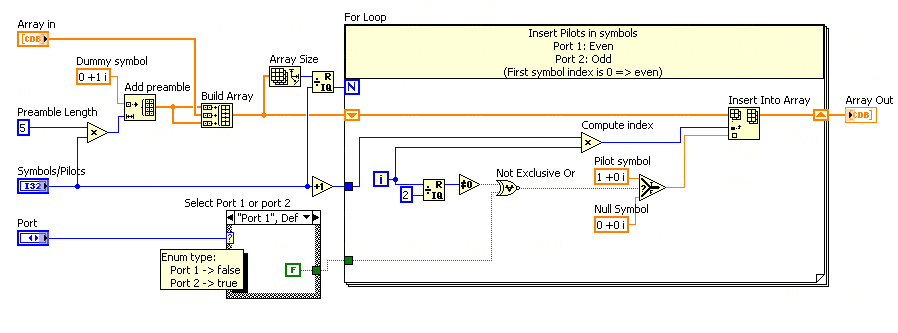 For Loop
Array in
CDB
Insert Pilots in symbols
Port 1: Even
Port 2: Odd
(First symbol index is 0 => even)
Dummy symbol
0 +1 i
Array Size
R
IQ
N
Add preamble
Build Array
Insert Into Array
Array Out
CDB
Preamble Length
5
x
Compute index
x
Symbols/Pilots
I32
+1
i
2
R
IQ
≠0
Not Exclusive Or
Pilot symbol
1 +0 i
?
T
F
Null Symbol
0 +0 i
Select Port 1 or port 2
"Port 1", Def
Port
?
Enum type:
Port 1 -> false
Port 2 -> true
F